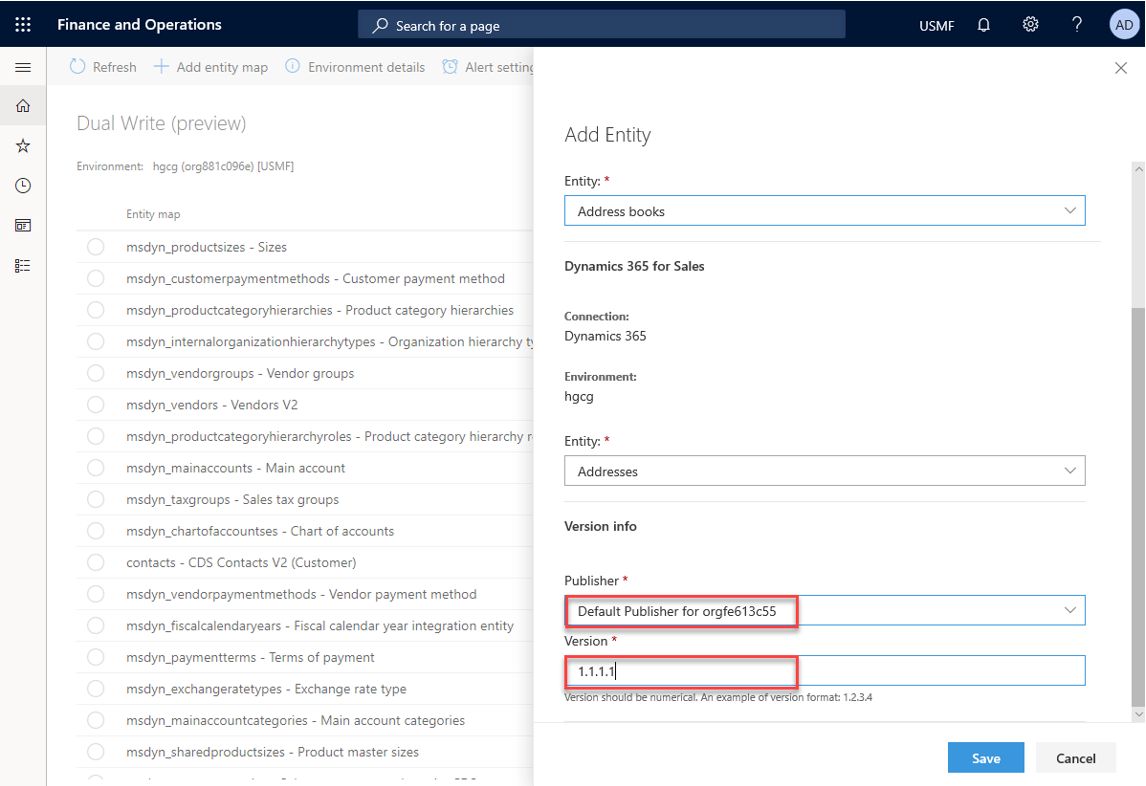 Finance and Operations
Search for a page
USMF
?
AD
Refresh
Add entity map
Environment details
Alert setting
Dual Write (preview)
Environment: hgcg (org881c096e) [USMF]
Entity map
msdyn_productsizes - Sizes
msdyn_customerpaymentmethods - Customer payment method
msdyn_productcategoryhierarchies - Product category hierarchies
msdyn_internalorganizationhierarchytypes - Organization hierarchy ty
msdyn_vendorgroups - Vendor groups
msdyn_vendors - Vendors V2
msdyn_productcategoryhierarchyroles - Product category hierarchy r
msdyn_mainaccounts - Main account
msdyn_taxgroups - Sales tax groups
msdyn_chartofaccountses - Chart of accounts
contacts - CDS Contacts V2 (Customer)
msdyn_vendorpaymentmethods - Vendor payment method
msdyn_fiscalcalendaryears - Fiscal calendar year integration entity
msdyn_paymentterms - Terms of payment
msdyn_exchangeratetypes - Exchange rate type
msdyn_mainaccountcategories - Main account categories
msdyn_sharedproductsizes - Product master sizes
Add Entity
Entity: *
Address books
Dynamics 365 for Sales
Connection:
Dynamics 365
Environment:
hgcg
Entity: *
Addresses
Version info
Publisher *
Default Publisher for orgfe613c55
Version *
1.1.1.1
Version should be numerical. An example of version format: 1.2.3.4
Save
Cancel